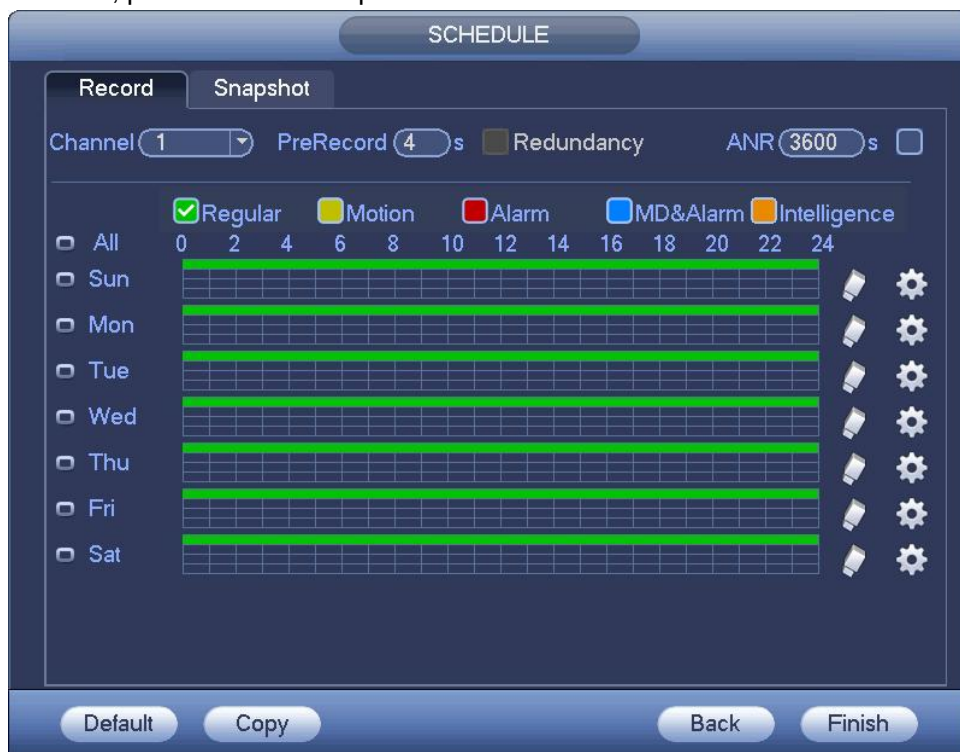 SCHEDULE
Record Snapshot
Channel 1 PreRecord 4 s Redundancy ANR 3600 s
Regular Motion Alarm MD&Alarm Intelligence
All 0 2 4 6 8 10 12 14 16 18 20 22 24
Sun
Mon
Tue
Wed
Thu
Fri
Sat
Default Copy Back Finish